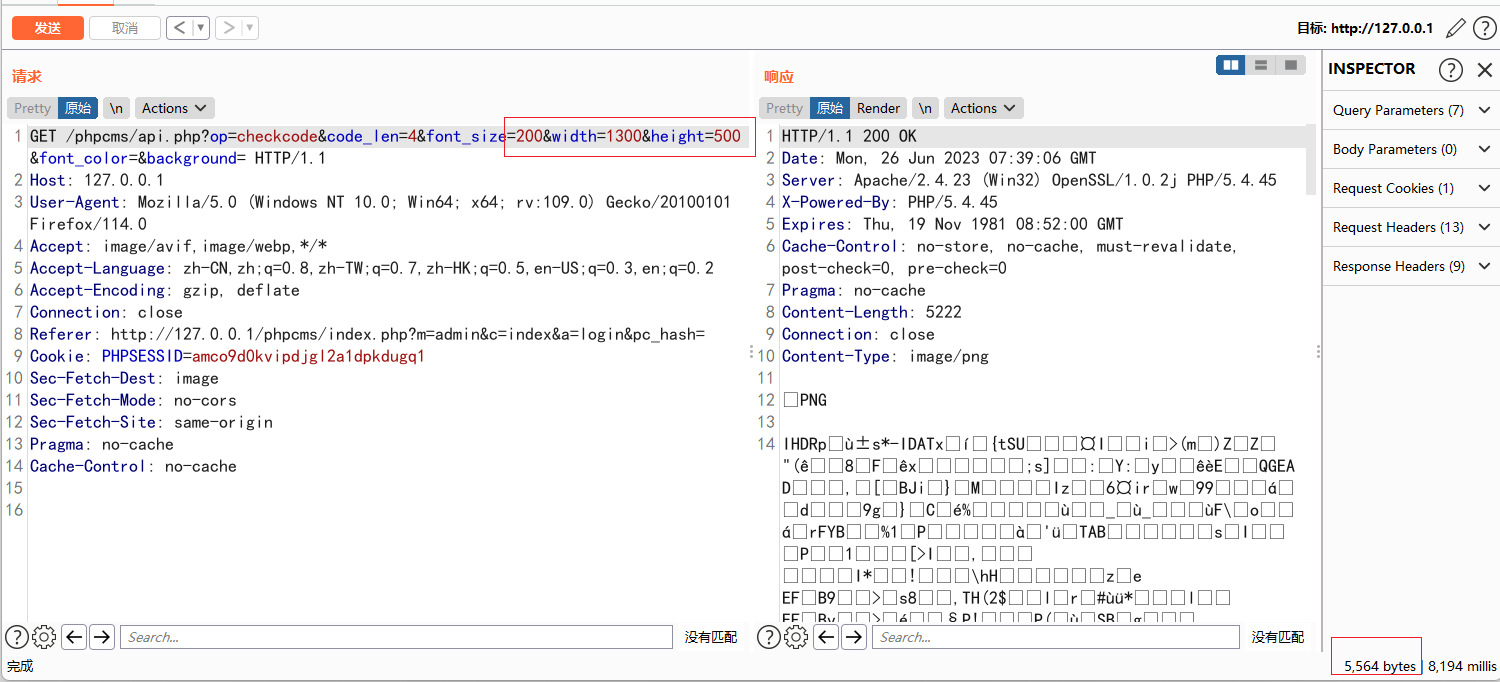 发送 取消 < ▼ > ▼ 目标: http://127.0.0.1
请求
Pretty 原始 \n Actions
1 GET /phpcms/api.php?op=checkcode&code_len=4&font_size=200&width=1300&height=500
&font_color=&background= HTTP/1.1
2 Host: 127.0.0.1
3 User-Agent: Mozilla/5.0 (Windows NT 10.0; Win64; x64; rv:109.0) Gecko/20100101
Firefox/114.0
4 Accept: image/avif,image/webp,*/*
5 Accept-Language: zh-CN,zh;q=0.8,zh-TW;q=0.7,zh-HK;q=0.5,en-US;q=0.3,en;q=0.2
6 Accept-Encoding: gzip, deflate
7 Connection: close
8 Referer: http://127.0.0.1/phpcms/index.php?m=admin&c=index&a=login&pc_hash=
9 Cookie: PHPSESSID=amco9d0kvipdjgl2a1dpkdugq1
10 Sec-Fetch-Dest: image
11 Sec-Fetch-Mode: no-cors
12 Sec-Fetch-Site: same-origin
13 Pragma: no-cache
14 Cache-Control: no-cache
15
16
Search... 没有匹配
响应
Pretty 原始 Render \n Actions
1 HTTP/1.1 200 OK
2 Date: Mon, 26 Jun 2023 07:39:06 GMT
3 Server: Apache/2.4.23 (Win32) OpenSSL/1.0.2j PHP/5.4.45
4 X-Powered-By: PHP/5.4.45
5 Expires: Thu, 19 Nov 1981 08:52:00 GMT
6 Cache-Control: no-store, no-cache, must-revalidate,
post-check=0, pre-check=0
7 Pragma: no-cache
8 Content-Length: 5222
9 Connection: close
10 Content-Type: image/png
11
12 PNG
13
14
Search... 没有匹配
INSPECTOR
Query Parameters (7)
Body Parameters (0)
Request Cookies (1)
Request Headers (13)
Response Headers (9)
完成 5,564 bytes | 8,194 millis